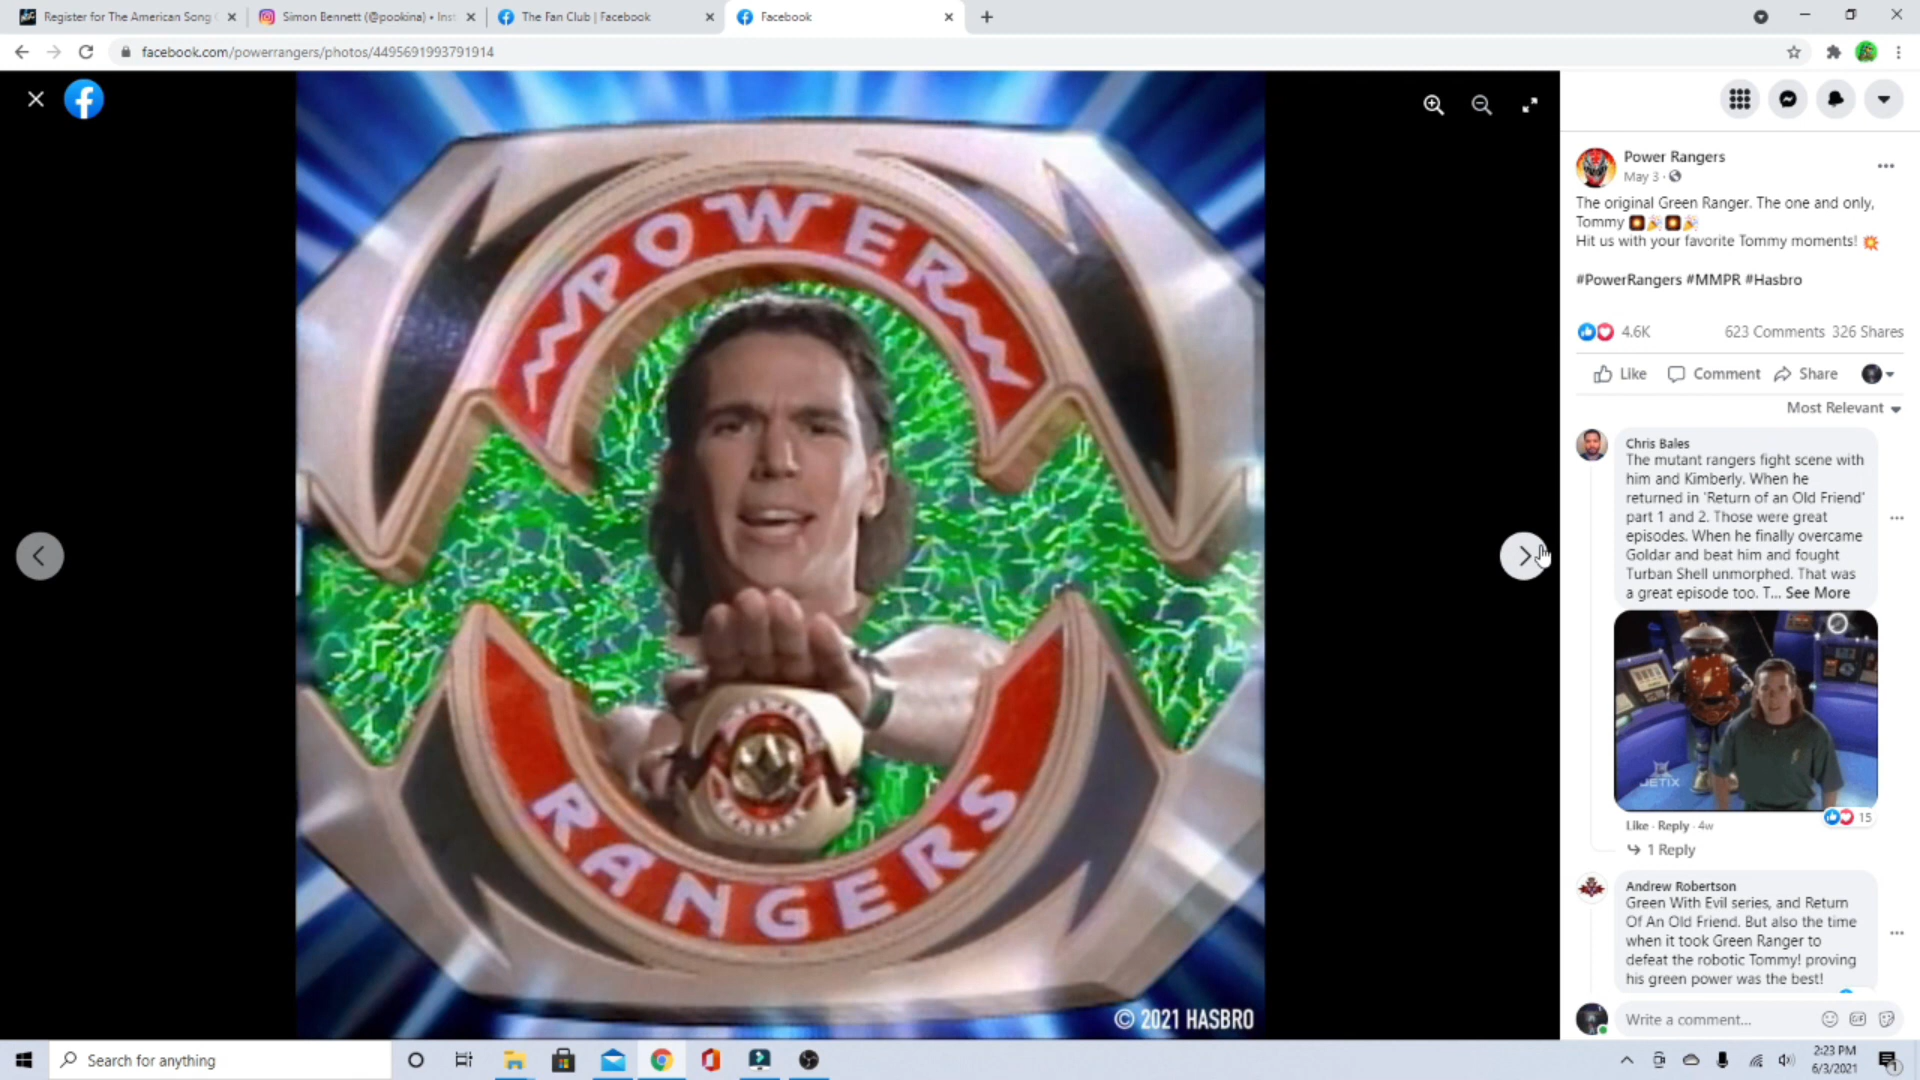 Register for The American Song
Simon Bennett (@pookina) • Inst
The Fan Club | Facebook
Facebook
facebook.com/powerrangers/photos/4495691993791914
POWER
RANGERS
© 2021 HASBRO
Power Rangers
May 3 ·
The original Green Ranger. The one and only,
Tommy 🎆🎉🎆🎉
Hit us with your favorite Tommy moments! 💥
#PowerRangers #MMPR #Hasbro
4.6K
623 Comments 326 Shares
Like Comment Share
Most Relevant
Chris Bales
The mutant rangers fight scene with
him and Kimberly. When he
returned in 'Return of an Old Friend'
part 1 and 2. Those were great
episodes. When he finally overcame
Goldar and beat him and fought
Turban Shell unmorphed. That was
a great episode too. T... See More
JETIX
15
Like · Reply · 4w
1 Reply
Andrew Robertson
Green With Evil series, and Return
Of An Old Friend. But also the time
when it took Green Ranger to
defeat the robotic Tommy! proving
his green power was the best!
Write a comment...
GIF
Search for anything
2:23 PM
6/3/2021